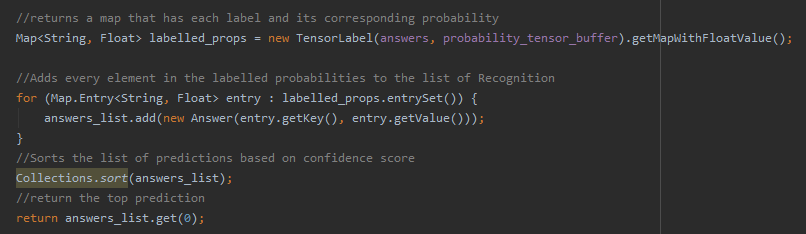 //returns a map that has each label and its corresponding probability
Map<String, Float> labelled_props = new TensorLabel(answers, probability_tensor_buffer).getMapWithFloatValue();
//Adds every element in the labelled probabilities to the list of Recognition
for (Map.Entry<String, Float> entry : labelled_props.entrySet()) {
answers_list.add(new Answer(entry.getKey(), entry.getValue()));
}
//Sorts the list of predictions based on confidence score
Collections.sort(answers_list);
//return the top prediction
return answers_list.get(0);